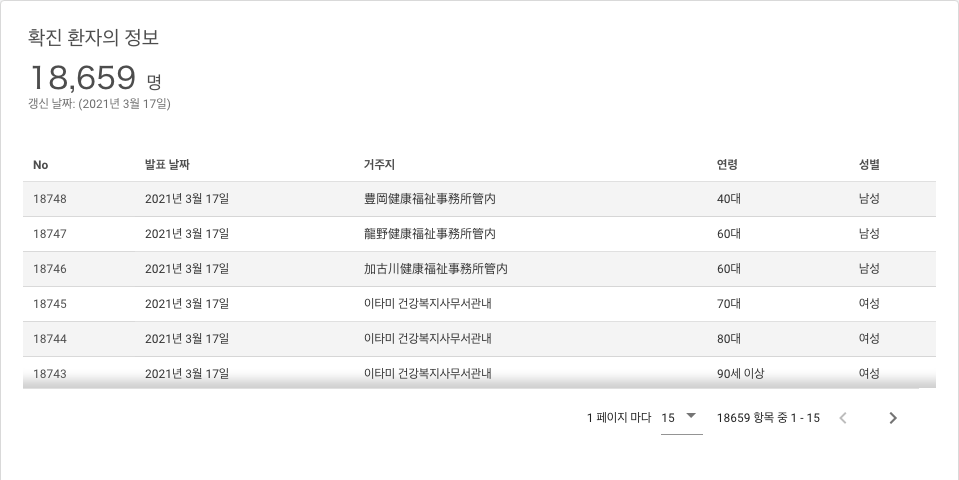 확진 환자의 정보
18,659 명
갱신 날짜: (2021년 3월 17일)
No 발표 날짜 거주지 연령 성별
18748 2021년 3월 17일 豊岡健康福祉事務所管内 40대 남성
18747 2021년 3월 17일 龍野健康福祉事務所管内 60대 남성
18746 2021년 3월 17일 加古川健康福祉事務所管内 60대 남성
18745 2021년 3월 17일 이타미 건강복지사무서관내 70대 여성
18744 2021년 3월 17일 이타미 건강복지사무서관내 80대 여성
18743 2021년 3월 17일 이타미 건강복지사무서관내 90세 이상 여성
1 페이지 마다 15 18659 항목 중 1 - 15